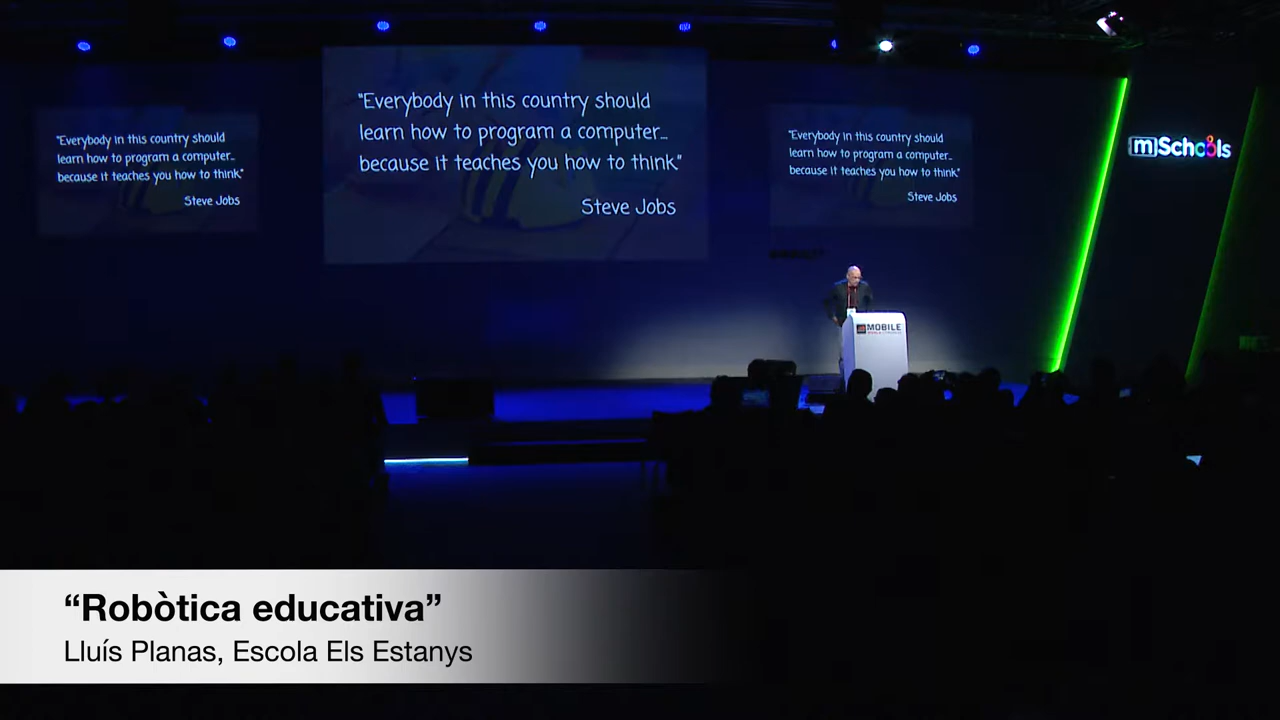 "Everybody in this country should
learn how to program a computer...
because it teaches you how to think."
Steve Jobs
"Everybody in this country should
learn how to program a computer...
because it teaches you how to think."
Steve Jobs
"Everybody in this country should
learn how to program a computer...
because it teaches you how to think."
Steve Jobs
[m]Schools
MOBILE
“Robòtica educativa”
Lluís Planas, Escola Els Estanys